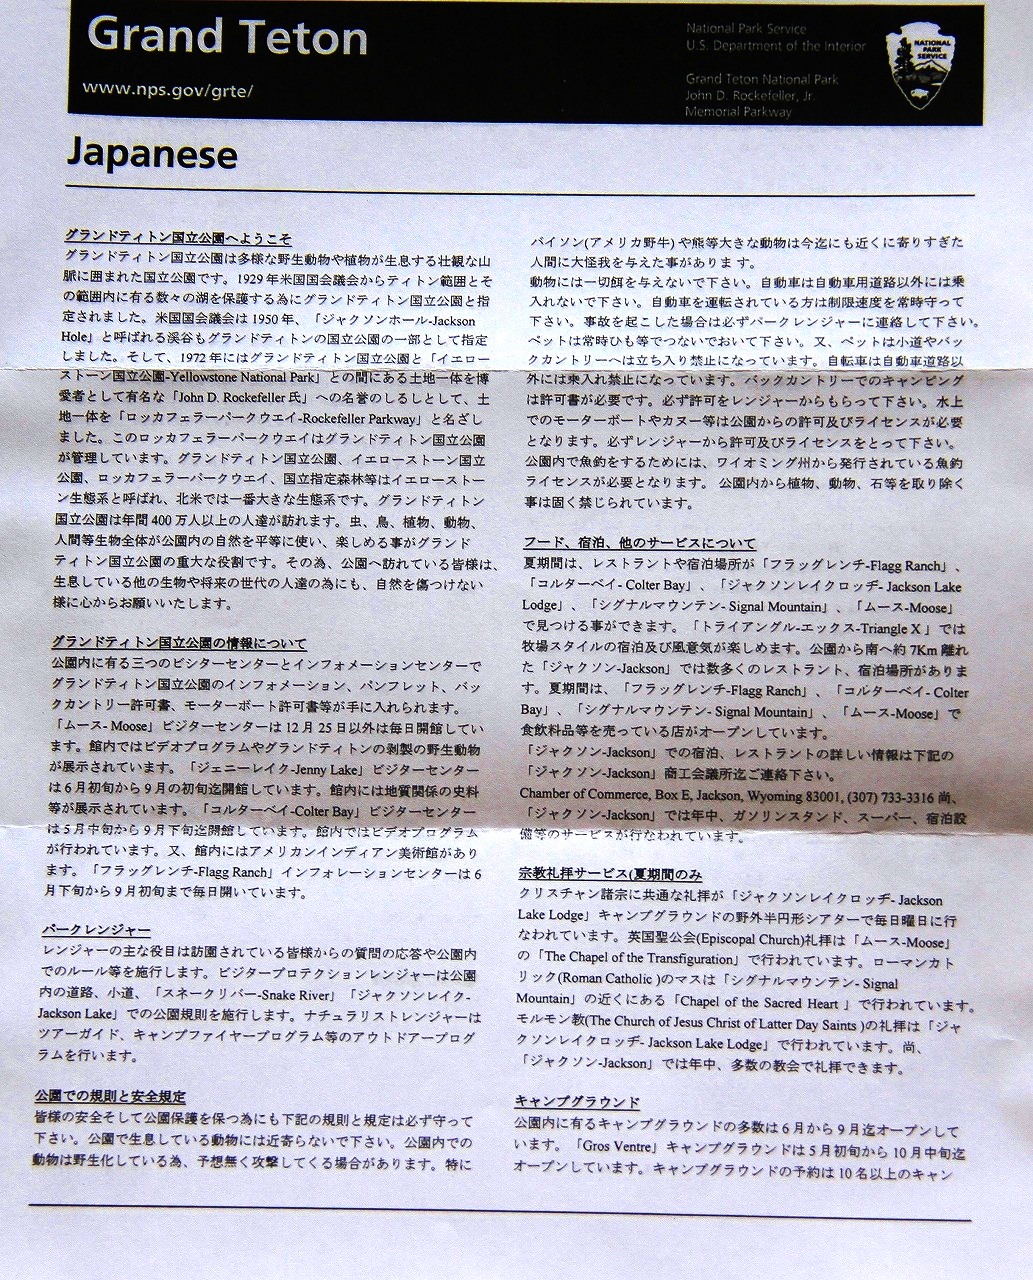 Grand Teton
www.nps.gov/grte/
National Park Service
U.S. Department of the Interior
Grand Teton National Park
John D. Rockefeller, Jr.
Memorial Parkway
NATIONAL
PARK
SERVICE
Japanese
グランドティトン国立公園へようこそ
グランドティトン国立公園は多様な野生動物や植物が生息する壮観な山
脈に囲まれた国立公園です。1929年米国国会議会からティトン範囲とそ
の範囲内に有る数々の湖を保護する為にグランドティトン国立公園と指
定されました。米国国会議会は1950年、「ジャクソンホール-Jackson
Hole」と呼ばれる渓谷もグランドティトンの国立公園の一部として指定
しました。そして、1972年にはグランドティトン国立公園と「イエロー
ストーン国立公園-Yellowstone National Park」との間にある土地一体を博
愛者として有名な「John D. Rockefeller 氏」への名誉のしるしとして、土
地一体を「ロッカフェラーパークウエイ-Rockefeller Parkway」と名ざし
ました。このロッカフェラーパークウエイはグランドティトン国立公園
が管理しています。グランドティトン国立公園、イエローストーン国立
公園、ロッカフェラーパークウエイ、国立指定森林等はイエローストー
ン生態系と呼ばれ、北米では一番大きな生態系です。グランドティトン
国立公園は年間400万人以上の人達が訪れます。虫、鳥、植物、動物、
人間等生物全体が公園内の自然を平等に使い、楽しめる事がグランド
ティトン国立公園の重大な役割です。その為、公園へ訪れている皆様は、
生息している他の生物や将来の世代の人達の為にも、自然を傷つけない
様に心からお願いいたします。
グランドティトン国立公園の情報について
公園内に有る三つのビシターセンターとインフォメーションセンターで
グランドティトン国立公園のインフォメーション、パンフレット、バッ
クカントリー許可書、モーターボート許可書等が手に入れられます。
「ムース- Moose」ビジターセンターは12月25日以外は毎日開館してい
ます。館内ではビデオプログラムやグランドティトンの剥製の野生動物
が展示されています。「ジェニーレイク-Jenny Lake」ビジターセンター
は6月初旬から9月の初旬迄開館しています。館内には地質関係の史料
等が展示されています。「コルターベイ-Colter Bay」ビジターセンター
は5月中旬から9月下旬迄開館しています。館内ではビデオプログラム
が行われています。又、館内にはアメリカンインディアン美術館があり
ます。「フラッグレンチ-Flagg Ranch」インフォレーションセンターは6
月下旬から9月初旬まで毎日開いています。
パークレンジャー
レンジャーの主な役目は訪園されている皆様からの質問の応答や公園内
でのルール等を施行します。ビジタープロテクションレンジャーは公園
内の道路、小道、「スネークリバー-Snake River」「ジャクソンレイク-
Jackson Lake」での公園規則を施行します。ナチュラリストレンジャーは
ツアーガイド、キャンプファイヤープログラム等のアウトドアープログ
ラムを行います。
公園での規則と安全規定
皆様の安全そして公園保護を保つ為にも下記の規則と規定は必ず守って
下さい。公園で生息している動物には近寄らないで下さい。公園内での
動物は野生化している為、予想無く攻撃してくる場合があります。特に
バイソン(アメリカ野牛)や熊等大きな動物は今迄にも近くに寄りすぎた
人間に大怪我を与えた事があります。
動物には一切餌を与えないで下さい。自動車は自動車用道路以外には乗
入れないで下さい。自動車を運転されている方は制限速度を常時守って
下さい。事故を起こした場合は必ずパークレンジャーに連絡して下さい。
ペットは常時ひも等でつないでおいて下さい。又、ペットは小道やバッ
クカントリーへは立ち入り禁止になっています。自転車は自動車道路以
外には乗入れ禁止になっています。バックカントリーでのキャンピング
は許可書が必要です。必ず許可をレンジャーからもらって下さい。水上
でのモーターボートやカヌー等は公園からの許可及びライセンスが必要
となります。必ずレンジャーから許可及びライセンスをとって下さい。
公園内で魚釣をするためには、ワイオミング州から発行されている魚釣
ライセンスが必要となります。 公園内から植物、動物、石等を取り除く
事は固く禁じられています。
フード、宿泊、他のサービスについて
夏期間は、レストラントや宿泊場所が「フラッグレンチ-Flagg Ranch」、
「コルターベイ- Colter Bay」、「ジャクソンレイクロッヂ- Jackson Lake
Lodge」、「シグナルマウンテン- Signal Mountain」、「ムース-Moose」
で見つける事ができます。「トライアングル-エックス-Triangle X 」では
牧場スタイルの宿泊及び風意気が楽しめます。公園から南へ約7Km離れ
た「ジャクソン-Jackson」では数多くのレストラント、宿泊場所がありま
す。夏期間は、「フラッグレンチ-Flagg Ranch」、「コルターベイ- Colter
Bay」、「シグナルマウンテン- Signal Mountain」、「ムース-Moose」で
食飲料品等を売っている店がオープンしています。
「ジャクソン-Jackson」での宿泊、レストラントの詳しい情報は下記の
「ジャクソン-Jackson」商工会議所迄ご連絡下さい。
Chamber of Commerce, Box E, Jackson, Wyoming 83001, (307) 733-3316 尚、
「ジャクソン-Jackson」では年中、ガソリンスタンド、スーパー、宿泊設
備等のサービスが行なわれています。
宗教礼拝サービス(夏期間のみ
クリスチャン諸宗に共通な礼拝が「ジャクソンレイクロッヂ- Jackson
Lake Lodge」キャンプグラウンドの野外半円形シアターで毎日曜日に行
なわれています。英国聖公会(Episcopal Church)礼拝は「ムース-Moose」
の「The Chapel of the Transfiguration」で行われています。ローマンカト
リック(Roman Catholic )のマスは「シグナルマウンテン- Signal
Mountain」の近くにある「Chapel of the Sacred Heart 」で行われています。
モルモン教(The Church of Jesus Christ of Latter Day Saints )の礼拝は「ジャ
クソンレイクロッヂ- Jackson Lake Lodge」で行われています。尚、
「ジャクソン-Jackson」では年中、多数の教会で礼拝できます。
キャンプグラウンド
公園内に有るキャンプグラウンドの多数は6月から9月迄オープンして
います。「Gros Ventre」キャンプグラウンドは5月初旬から10月中旬迄
オープンしています。キャンプグラウンドの予約は10名以上のキャン